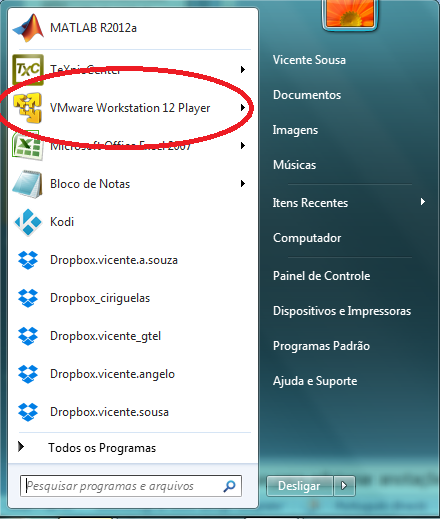 MATLAB R2012a
TeXnicCenter
VMware Workstation 12 Player
Microsoft Office Excel 2007
Bloco de Notas
Kodi
Dropbox.vicente.a.souza
Dropbox_ciriguelas
Dropbox.vicente_gtel
Dropbox.vicente.angelo
Dropbox.vicente.sousa
Todos os Programas
Pesquisar programas e arquivos
Vicente Sousa
Documentos
Imagens
Músicas
Itens Recentes
Computador
Painel de Controle
Dispositivos e Impressoras
Programas Padrão
Ajuda e Suporte
Desligar